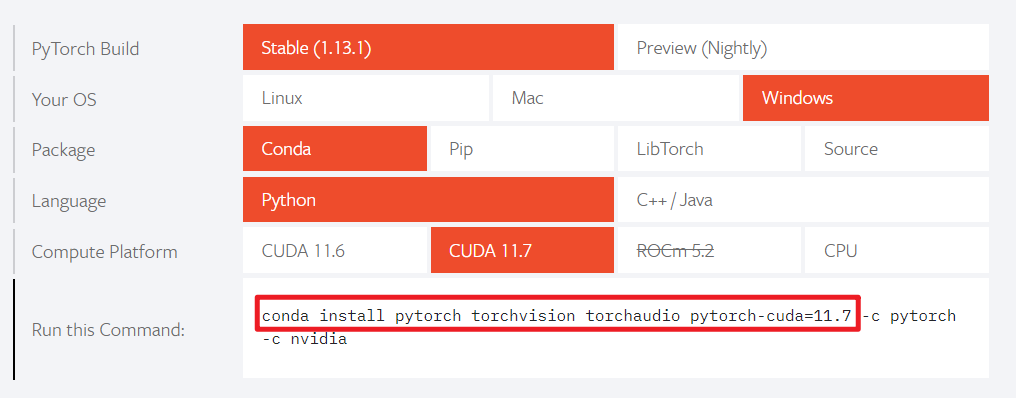 PyTorch Build
Stable (1.13.1)
Preview (Nightly)
Your OS
Linux
Mac
Windows
Package
Conda
Pip
LibTorch
Source
Language
Python
C++ / Java
Compute Platform
CUDA 11.6
CUDA 11.7
ROCm 5.2
CPU
Run this Command:
conda install pytorch torchvision torchaudio pytorch-cuda=11.7 -c pytorch
-c nvidia